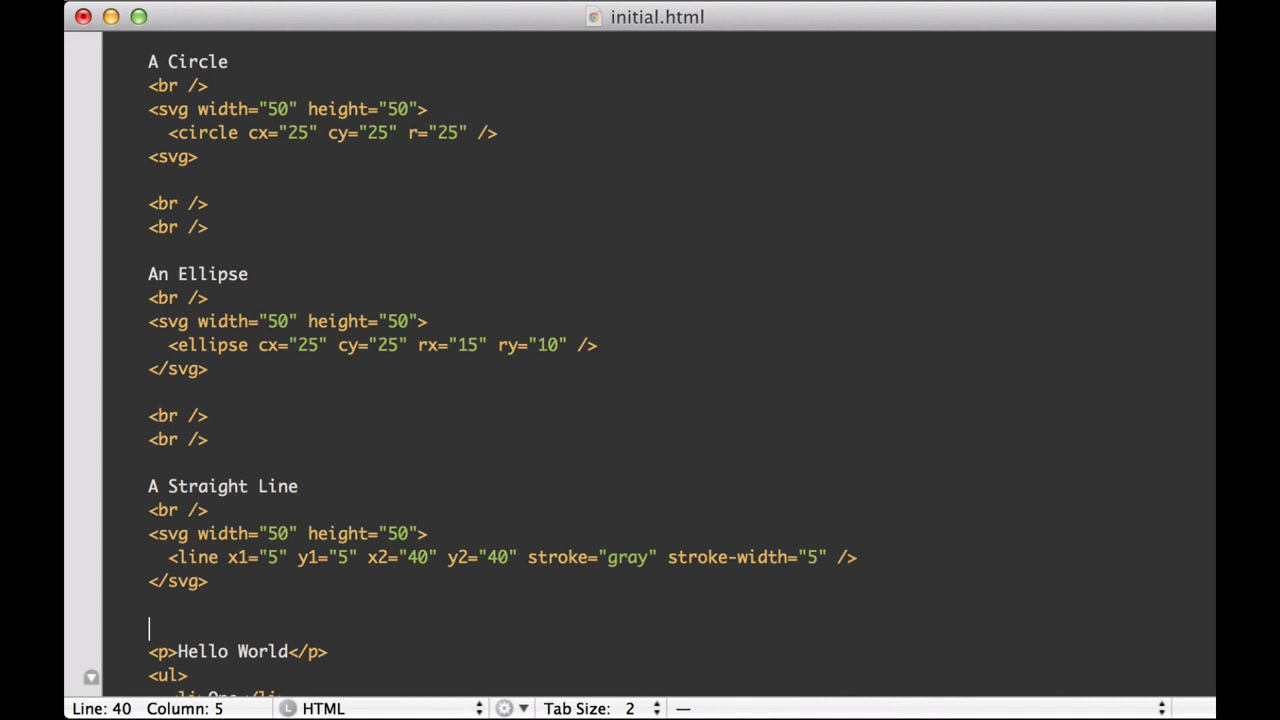 initial.html
A Circle
<br />
<svg width="50" height="50">
<circle cx="25" cy="25" r="25" />
<svg>
<br />
<br />
An Ellipse
<br />
<svg width="50" height="50">
<ellipse cx="25" cy="25" rx="15" ry="10" />
</svg>
<br />
<br />
A Straight Line
<br />
<svg width="50" height="50">
<line x1="5" y1="5" x2="40" y2="40" stroke="gray" stroke-width="5" />
</svg>
<p>Hello World</p>
<ul>
Line: 40 Column: 5 L HTML Tab Size: 2 —